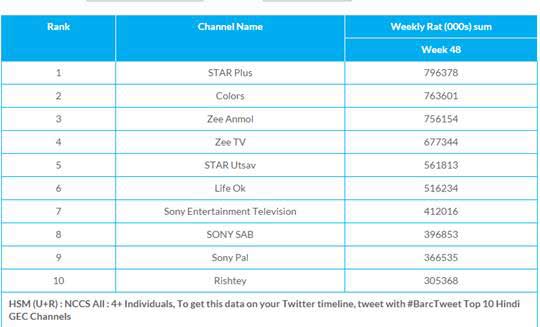 Rank Channel Name Weekly Rat (000s) sum
Week 48
1 STAR Plus 796378
2 Colors 763601
3 Zee Anmol 756154
4 Zee TV 677344
5 STAR Utsav 561813
6 Life Ok 516234
7 Sony Entertainment Television 412016
8 SONY SAB 396853
9 Sony Pal 366535
10 Rishtey 305368
HSM (U+R) : NCCS All : 4+ Individuals, To get this data on your Twitter timeline, tweet with #BarcTweet Top 10 Hindi
GEC Channels